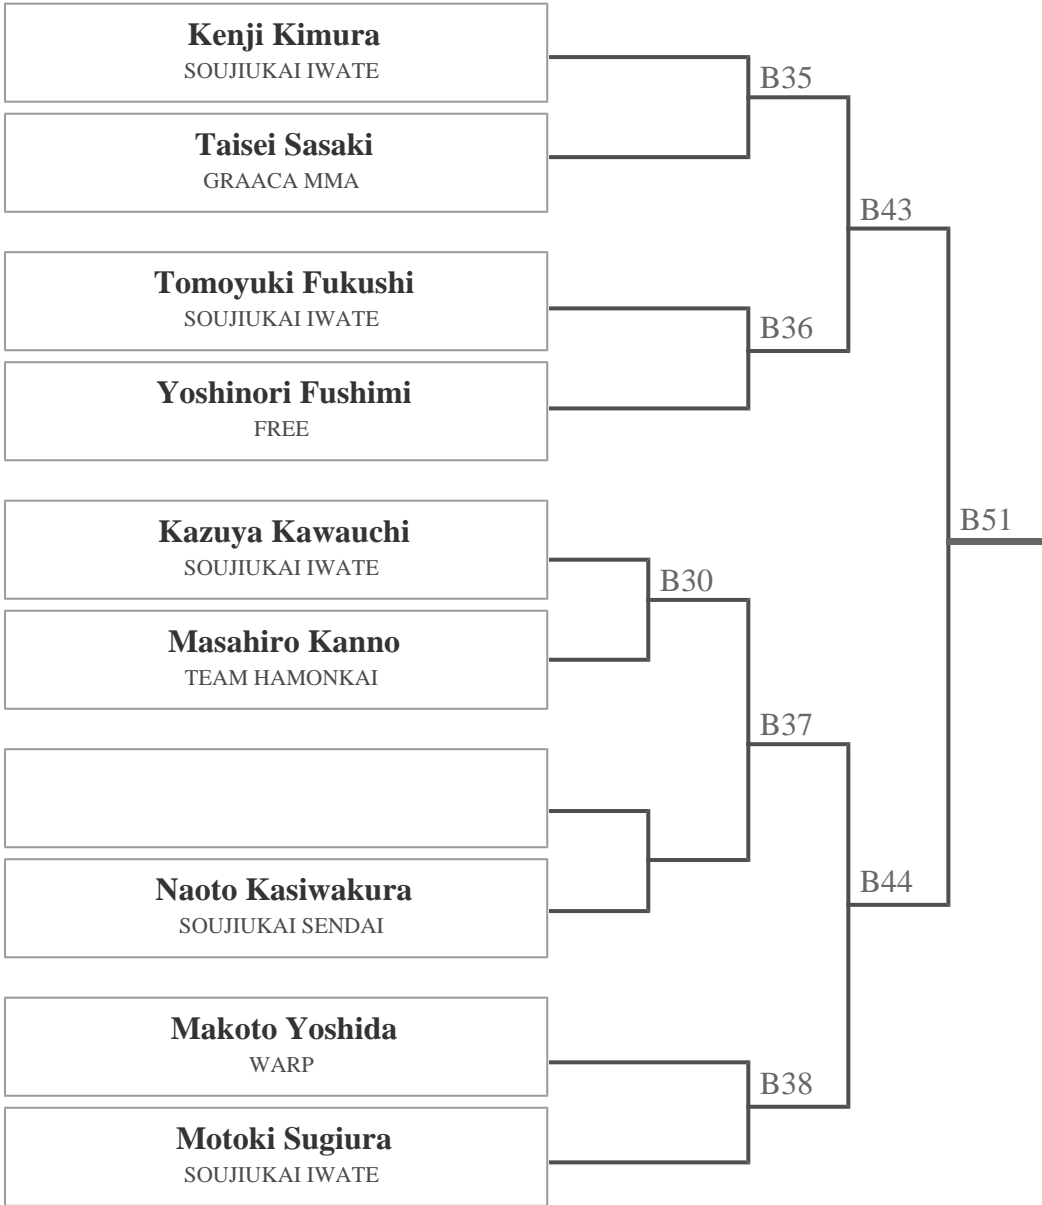 Kenji Kimura
SOUJIUKAI IWATE
B35
Taisei Sasaki
GRAACA MMA
B43
Tomoyuki Fukushi
SOUJIUKAI IWATE
B36
Yoshinori Fushimi
FREE
Kazuya Kawauchi
SOUJIUKAI IWATE
B51
B30
Masahiro Kanno
TEAM HAMONKAI
B37
Naoto Kasiwakura
SOUJIUKAI SENDAI
B44
Makoto Yoshida
WARP
B38
Motoki Sugiura
SOUJIUKAI IWATE